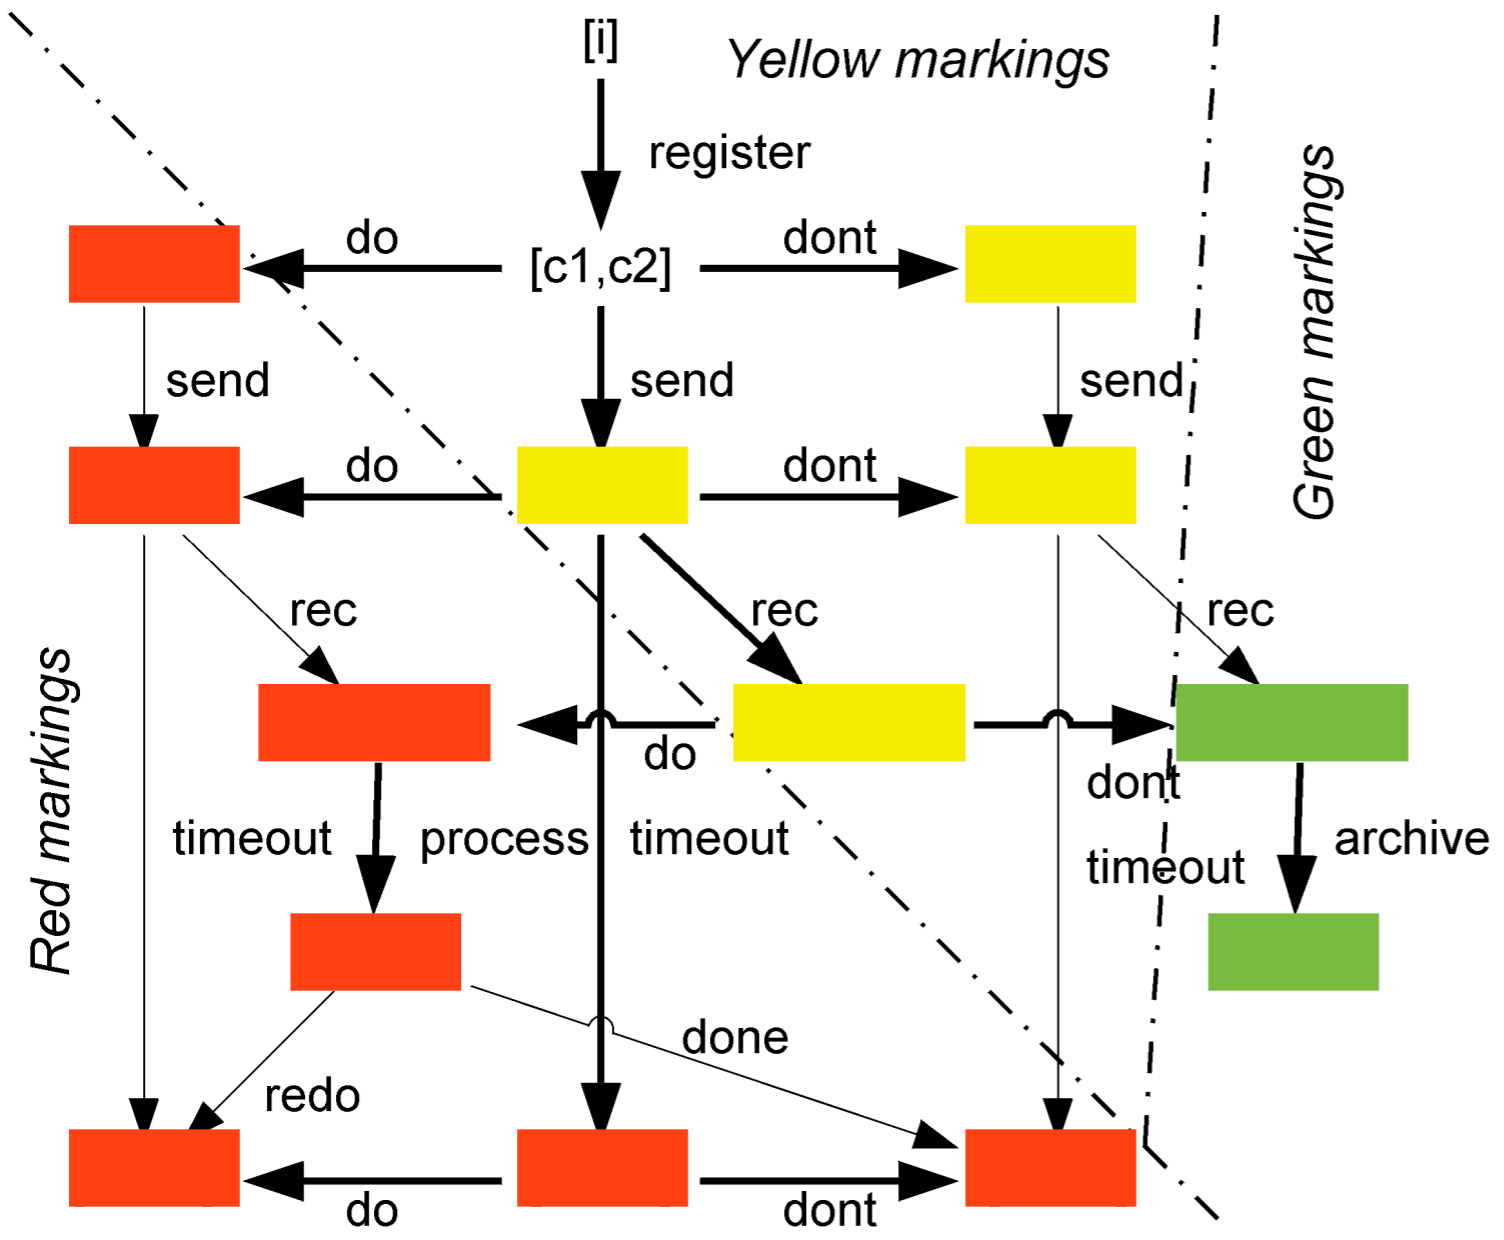 [i]
Yellow markings
register
Green markings
do
[c1,c2]
dont
send
send
send
do
dont
rec
rec
rec
Red markings
do
dont
timeout
process
timeout
timeout
archive
done
redo
do
dont